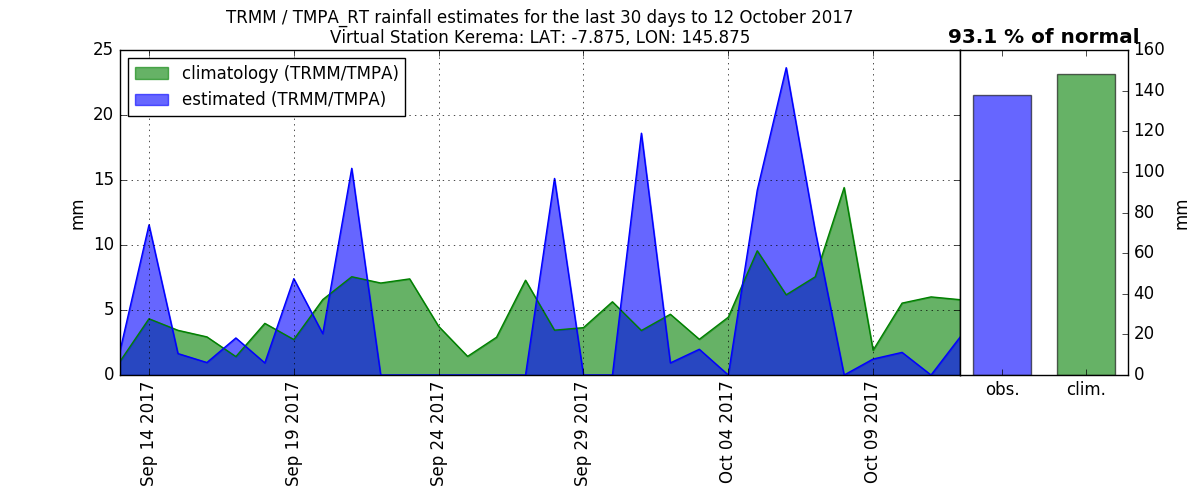 TRMM / TMPA_RT rainfall estimates for the last 30 days to 12 October 2017
Virtual Station Kerema: LAT: -7.875, LON: 145.875
93.1 % of normal
climatology (TRMM/TMPA)
estimated (TRMM/TMPA)
25
20
15
10
5
0
mm
Sep 14 2017
Sep 19 2017
Sep 24 2017
Sep 29 2017
Oct 04 2017
Oct 09 2017
obs.
clim.
160
140
120
100
80
60
40
20
0
mm